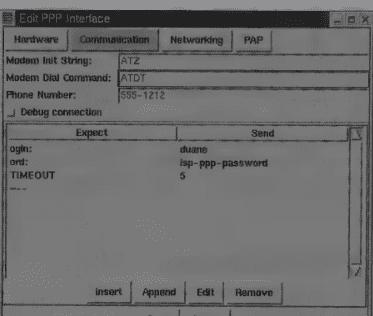 Edit PPP Interface
Hardware Communication Networking PAP
Modem Init String: ATZ
Modem Dial Command: ATDT
Phone Number: 555-1212
Debug connection
Expect Send
ogin: duane
ord: isp-ppp-password
TIMEOUT 5
~--
Insert Append Edit Remove